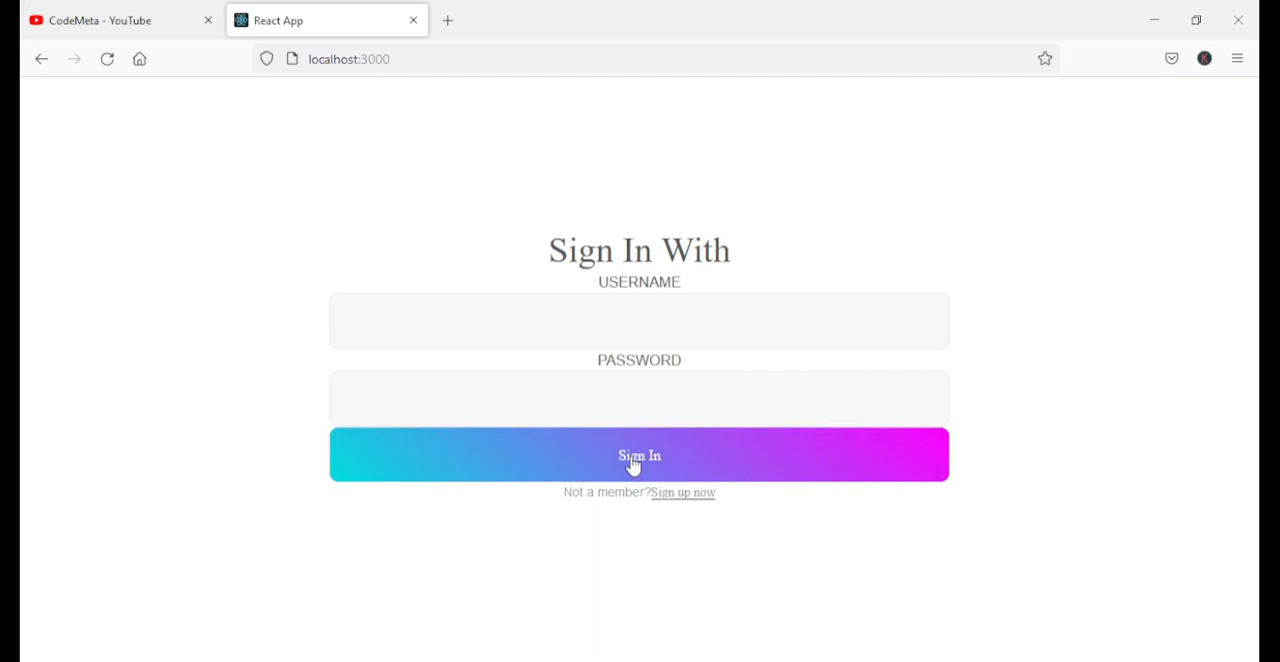 CodeMeta - YouTube
React App
localhost:3000
Sign In With
USERNAME
PASSWORD
Sign In
Not a member?Sign up now